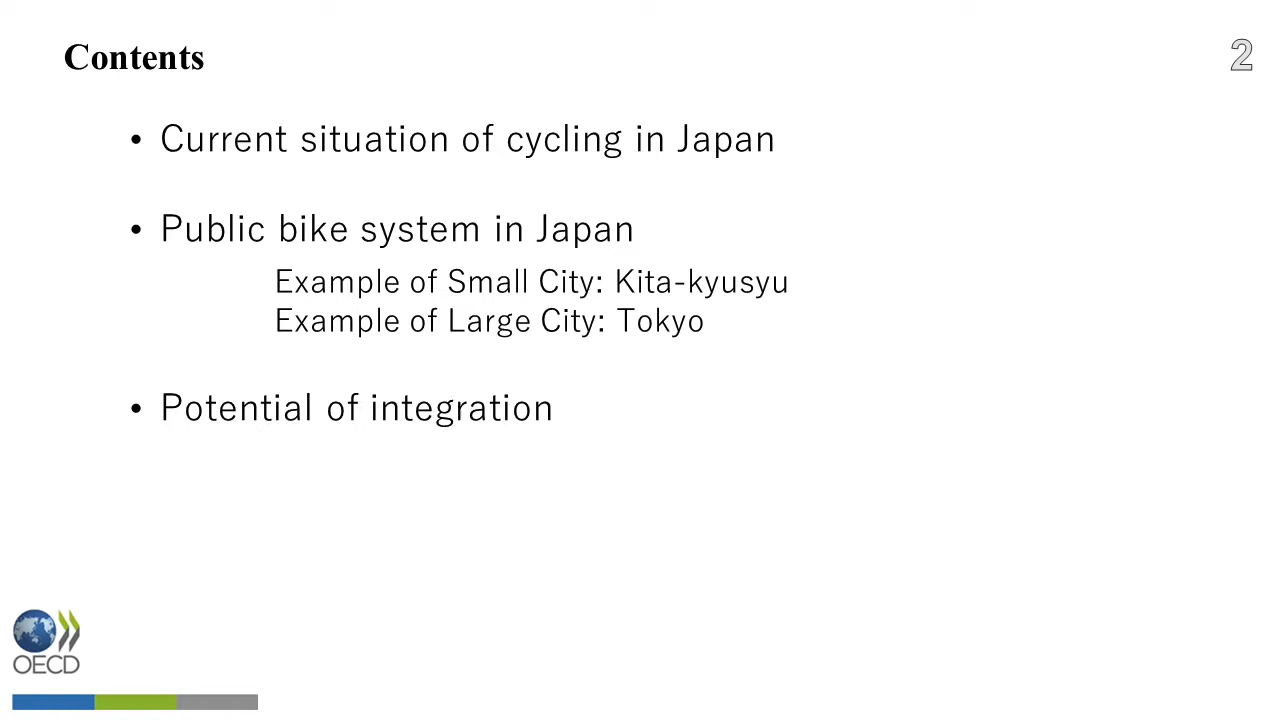 Contents
2
• Current situation of cycling in Japan
• Public bike system in Japan
Example of Small City: Kita-kyusyu
Example of Large City: Tokyo
• Potential of integration
OECD